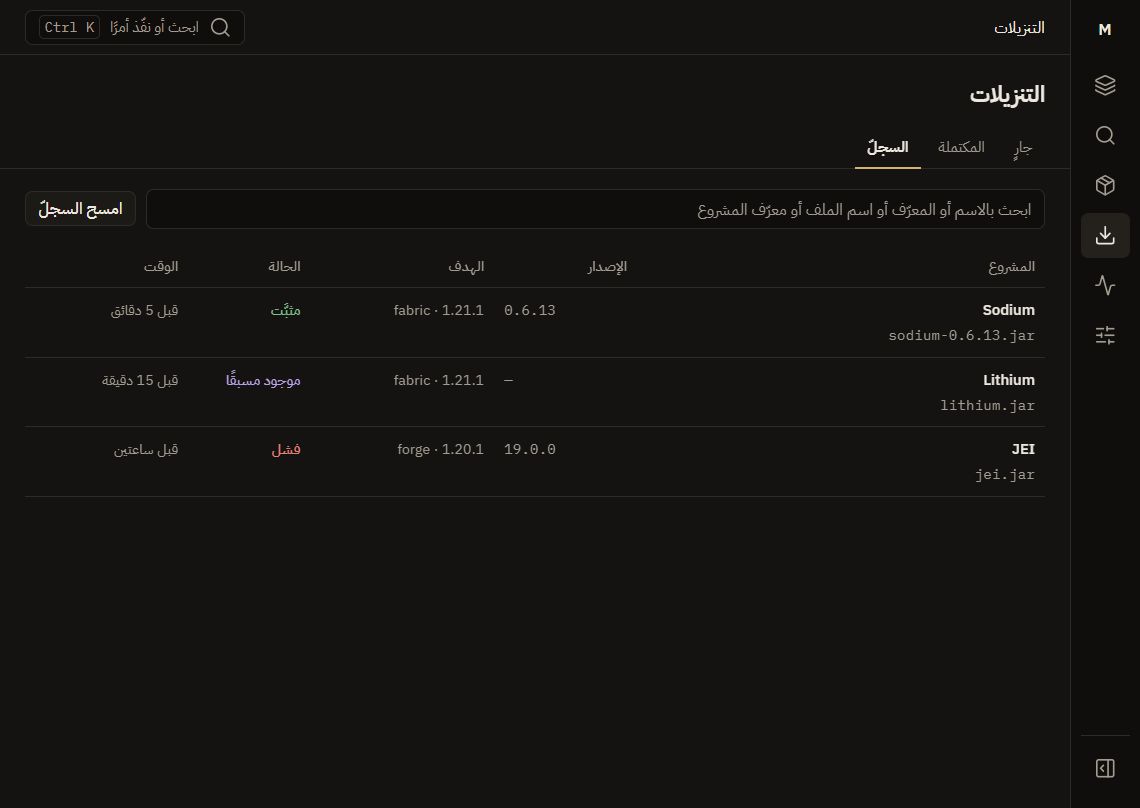 M
التنزيلات
ابحث أو نفّذ أمرًا Ctrl K
التنزيلات
جارٍ المكتملة السجلّ
ابحث بالاسم أو المعرّف أو اسم الملف أو معرّف المشروع امسح السجلّ
المشروع الإصدار الهدف الحالة الوقت
Sodium 0.6.13 fabric · 1.21.1 مثبَّت قبل 5 دقائق
sodium-0.6.13.jar
Lithium — fabric · 1.21.1 موجود مسبقًا قبل 15 دقيقة
lithium.jar
JEI 19.0.0 forge · 1.20.1 فشل قبل ساعتين
jei.jar